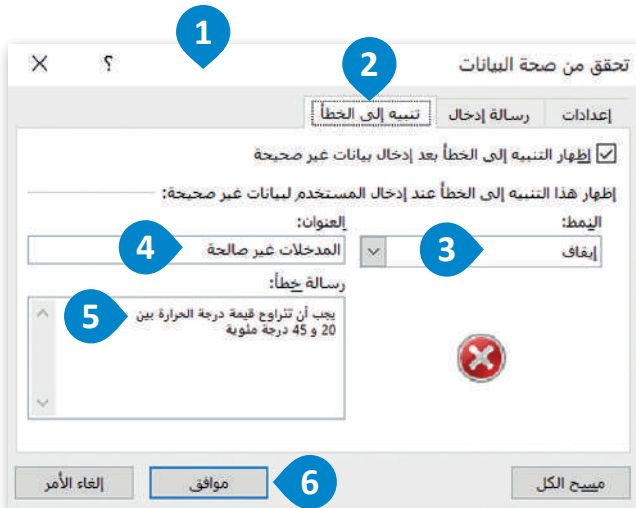 1
تحقق من صحة البيانات
؟
2
إعدادات
رسالة إدخال
تنبيه إلى الخطأ
إظهار التنبيه إلى الخطأ بعد إدخال بيانات غير صحيحة
إظهار هذا التنبيه إلى الخطأ عند إدخال المستخدم لبيانات غير صحيحة:
النمط:
العنوان:
إيقاف
3
المدخلات غير صالحة
4
رسالة خطأ:
يجب أن تتراوح قيمة درجة الحرارة بين
20 و 45 درجة مئوية
5
مسح الكل
موافق
6
إلغاء الأمر